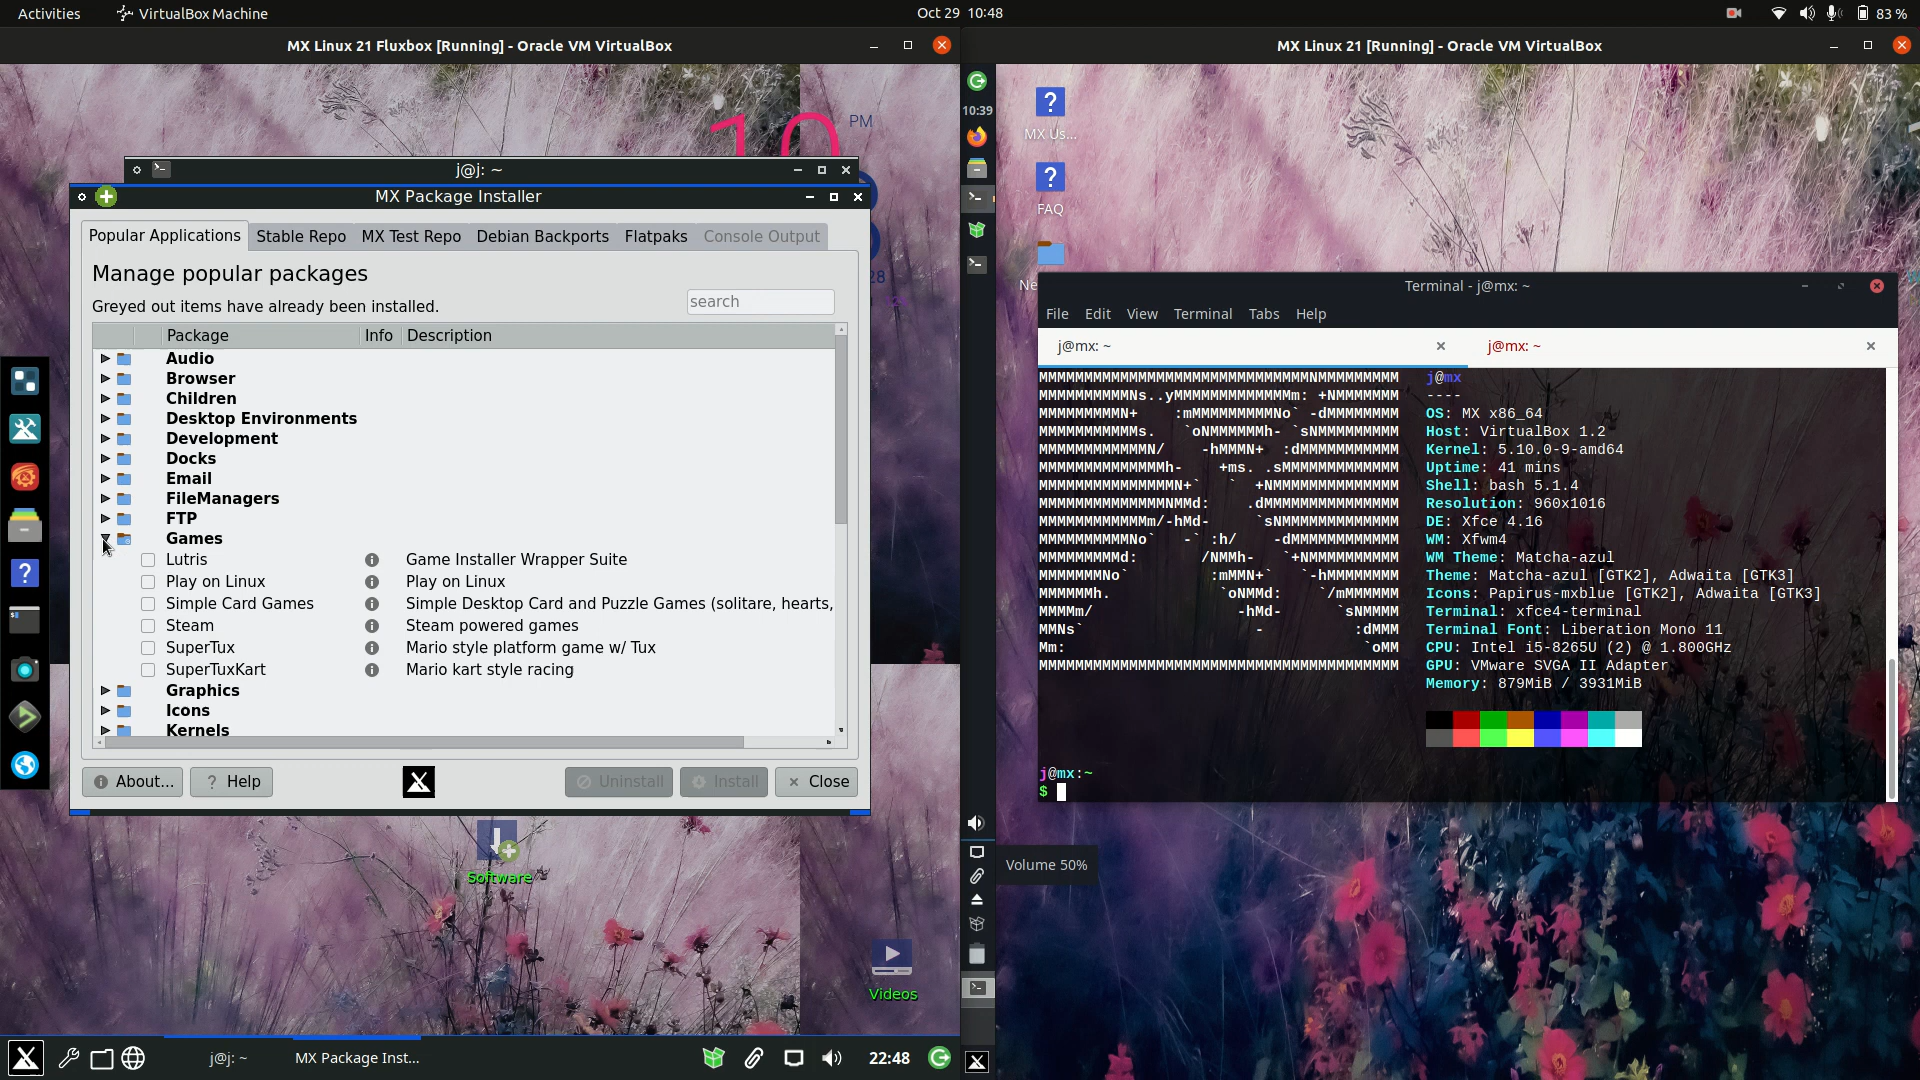 Activities
VirtualBox Machine
Oct 29 10:48
83 %
MX Linux 21 Fluxbox [Running] - Oracle VM VirtualBox
PM
28
j@j: ~
MX Package Installer
Popular Applications
Stable Repo
MX Test Repo
Debian Backports
Flatpaks
Console Output
Manage popular packages
Greyed out items have already been installed.
search
Package Info Description
Audio
Browser
Children
Desktop Environments
Development
Docks
Email
FileManagers
FTP
Games
Lutris Game Installer Wrapper Suite
Play on Linux Play on Linux
Simple Card Games Simple Desktop Card and Puzzle Games (solitaire, hearts,
Steam Steam powered games
SuperTux Mario style platform game w/ Tux
SuperTuxKart Mario kart style racing
Graphics
Icons
Kernels
About...
Help
Uninstall
Install
Close
Software
Videos
j@j: ~
MX Package Inst...
22:48
MX Linux 21 [Running] - Oracle VM VirtualBox
10:39
MX Us...
FAQ
Ne
Terminal - j@mx: ~
File Edit View Terminal Tabs Help
j@mx: ~
j@mx: ~
j@mx
----
OS: MX x86_64
Host: VirtualBox 1.2
Kernel: 5.10.0-9-amd64
Uptime: 41 mins
Shell: bash 5.1.4
Resolution: 960x1016
DE: Xfce 4.16
WM: Xfwm4
WM Theme: Matcha-azul
Theme: Matcha-azul [GTK2], Adwaita [GTK3]
Icons: Papirus-mxblue [GTK2], Adwaita [GTK3]
Terminal: xfce4-terminal
Terminal Font: Liberation Mono 11
CPU: Intel i5-8265U (2) @ 1.800GHz
GPU: VMware SVGA II Adapter
Memory: 879MiB / 3931MiB
j@mx:~
$
Volume 50%